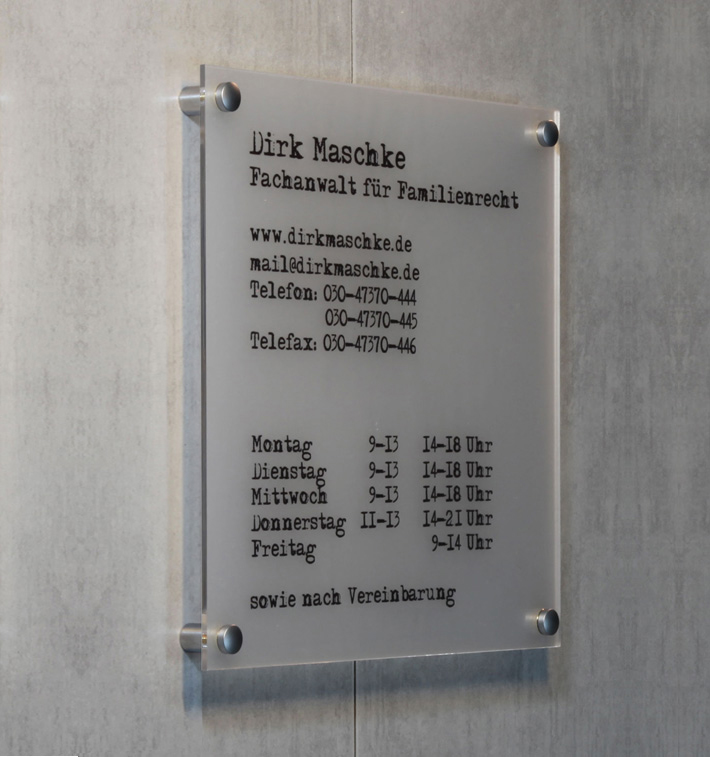 Dirk Maschke
Fachanwalt für Familienrecht
www.dirkmaschke.de
mail@dirkmaschke.de
Telefon: 030-47370-444
030-47370-445
Telefax: 030-47370-446
Montag 9-13 14-18 Uhr
Dienstag 9-13 14-18 Uhr
Mittwoch 9-13 14-18 Uhr
Donnerstag 11-13 14-21 Uhr
Freitag 9-14 Uhr
sowie nach Vereinbarung